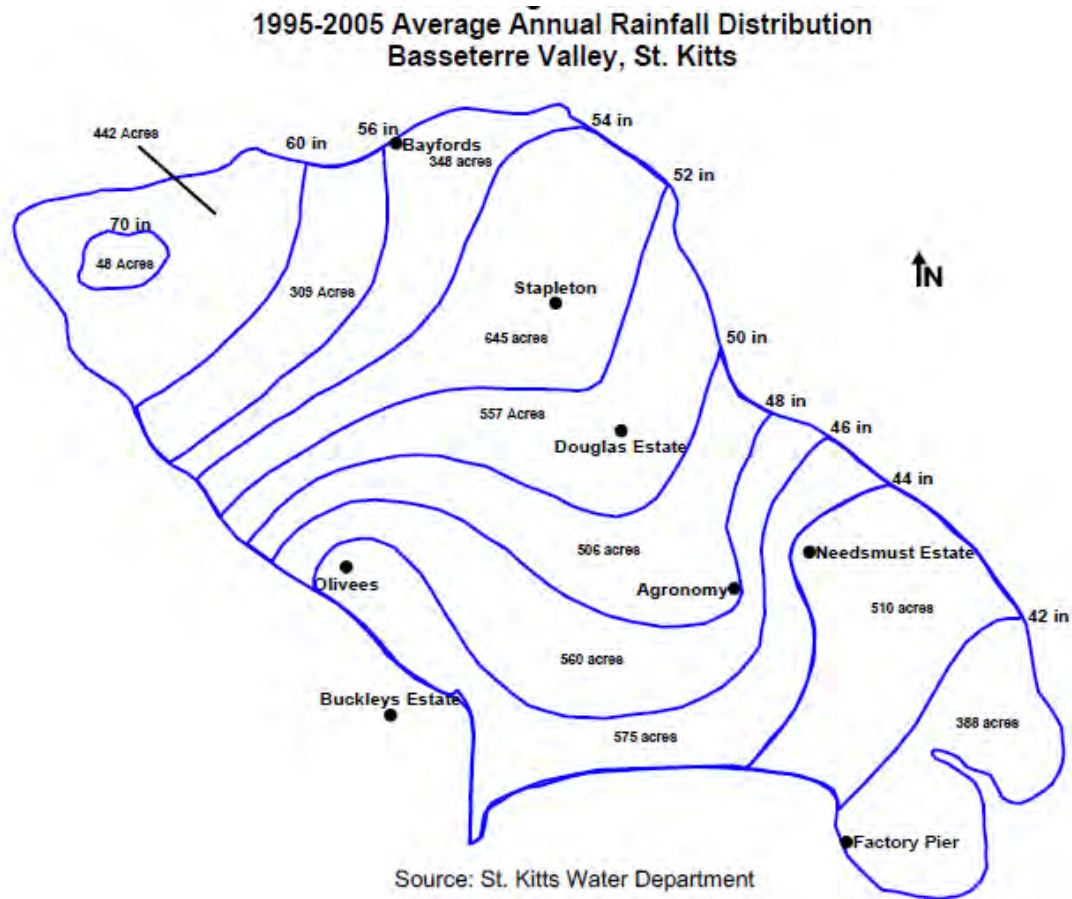 1995-2005 Average Annual Rainfall Distribution
Basseterre Valley, St. Kitts
442 Acres
60 in
56 in
Bayfords
348 acres
54 in
52 in
70 in
48 Acres
309 Acres
N
Stapleton
645 acres
50 in
557 Acres
48 in
Douglas Estate
46 in
44 in
506 acres
Needsmust Estate
Olivees
Agronomy
510 acres
42 in
560 acres
Buckleys Estate
575 acres
388 acres
Factory Pier
Source: St. Kitts Water Department